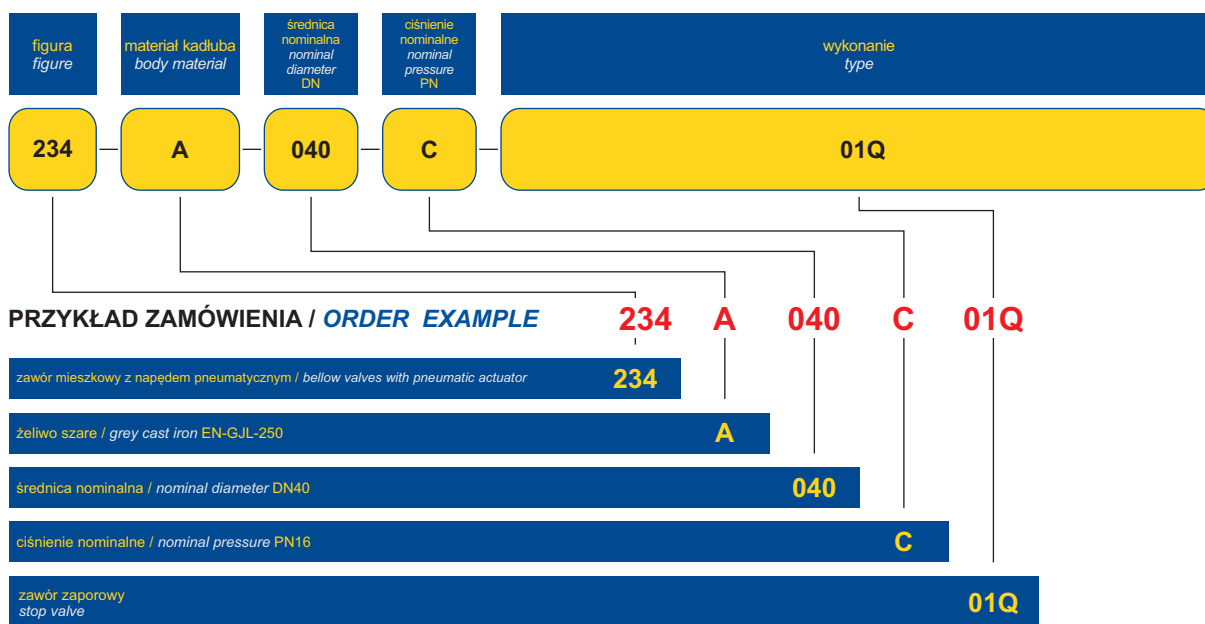 figura
figure
materiał kadłuba
body material
średnica
nominalna
nominal
diameter
DN
ciśnienie
nominalne
nominal
pressure
PN
wykonanie
type
234
A
040
C
01Q
PRZYKŁAD ZAMÓWIENIA / ORDER EXAMPLE 234 A 040 C 01Q
zawór mieszkowy z napędem pneumatycznym / bellow valves with pneumatic actuator 234
żeliwo szare / grey cast iron EN-GJL-250 A
średnica nominalna / nominal diameter DN40 040
ciśnienie nominalne / nominal pressure PN16 C
zawór zaporowy
stop valve
01Q